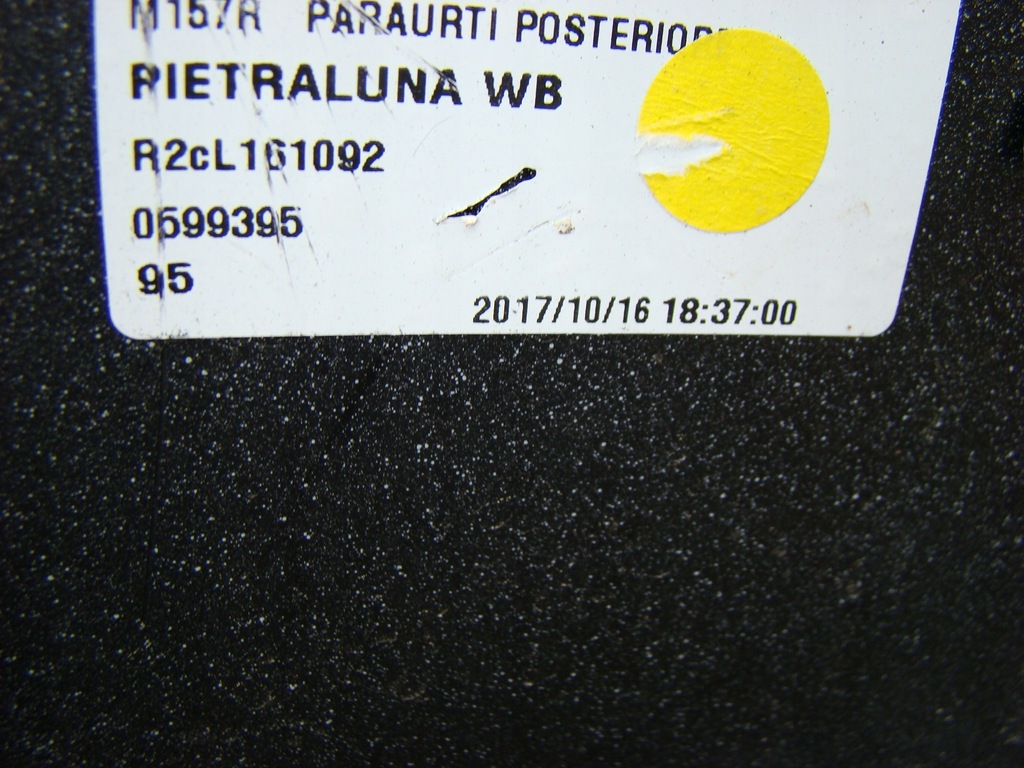 M157R PARAURTI POSTERIORE
PIETRALUNA WB
R2cL161092
0599395
95
2017/10/16 18:37:00